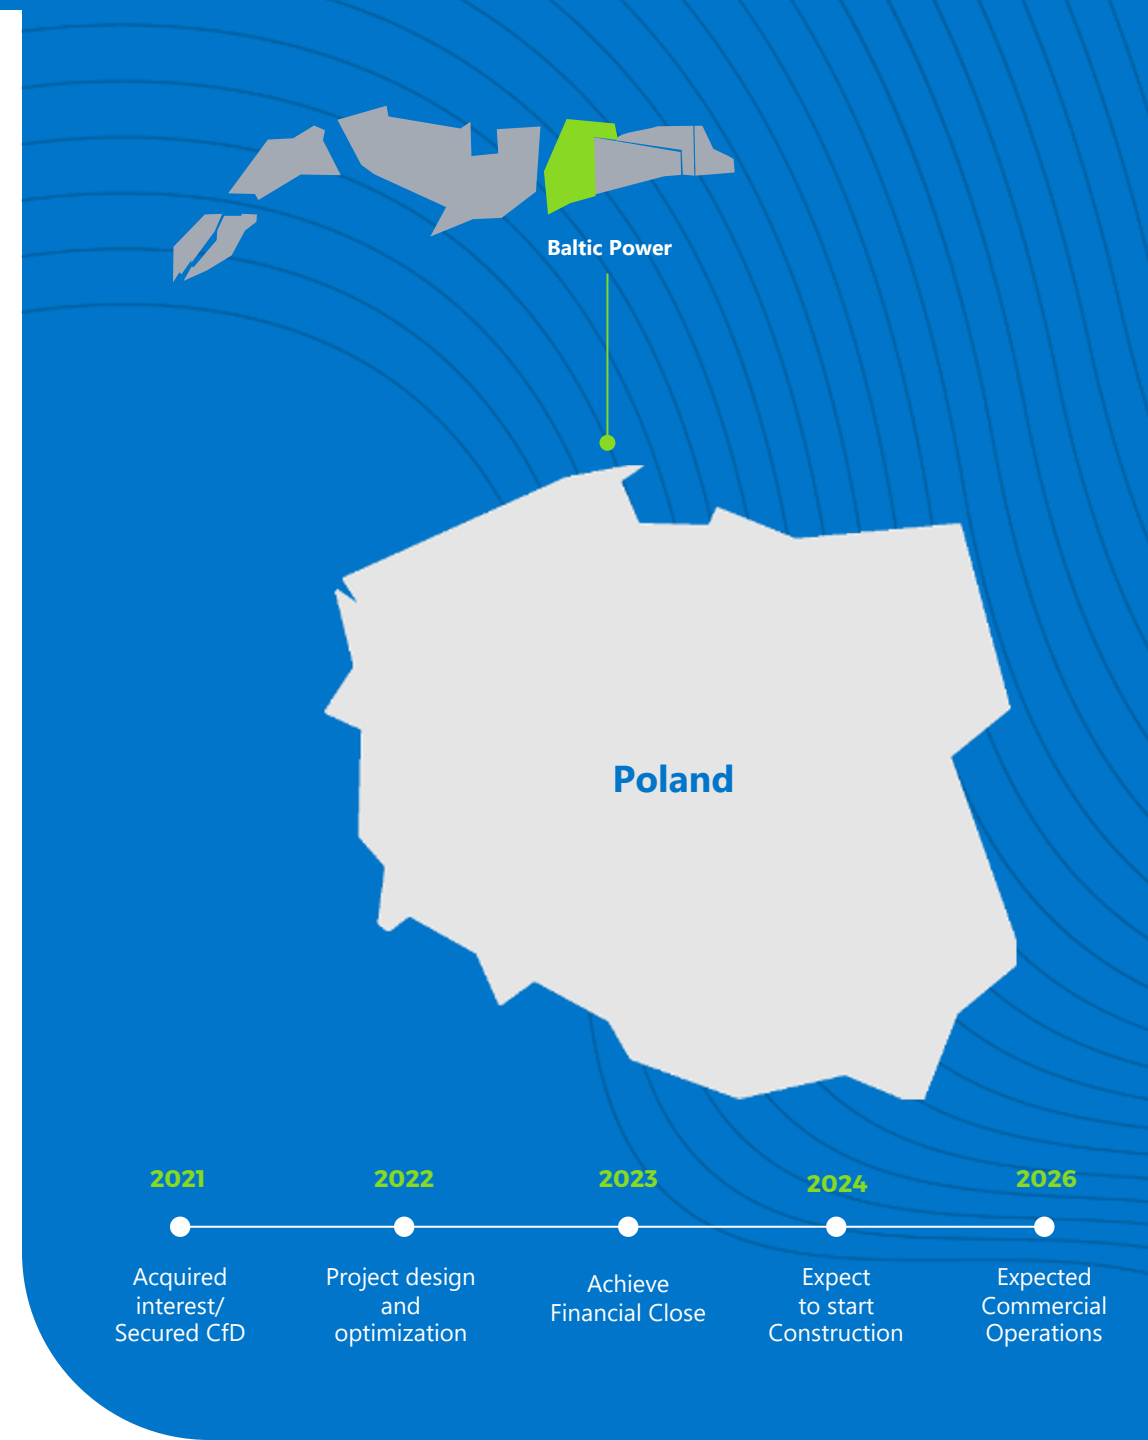 Baltic Power
Poland
2021
Acquired
interest/
Secured CfD
2022
Project design
and
optimization
2023
Achieve
Financial Close
2024
Expect
to start
Construction
2026
Expected
Commercial
Operations